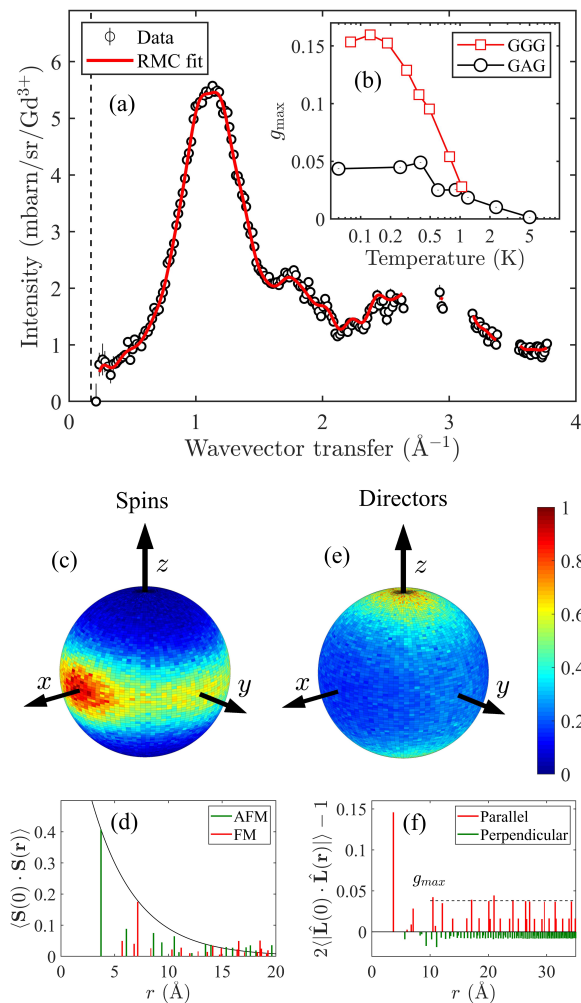 Data
RMC fit
(a)
Intensity (mbarn/sr/Gd3+)
0 1 2 3 4 5 6
0 1 2 3 4
Wavevector transfer (Å−1)
(b)
GGG
GAG
gmax
0 0.05 0.1 0.15
0.1 0.2 0.5 1 2 5
Temperature (K)
Spins
(c)
z
x
y
Directors
(e)
z
x
y
1
0.8
0.6
0.4
0.2
0
(d)
AFM
FM
⟨S(0) · S(r)⟩
0 0.1 0.2 0.3 0.4
0 5 10 15 20
r (Å)
(f)
Parallel
Perpendicular
gmax
2⟨|L̂(0) · L̂(r)|⟩ − 1
0 0.05 0.1 0.15
0 10 20 30
r (Å)